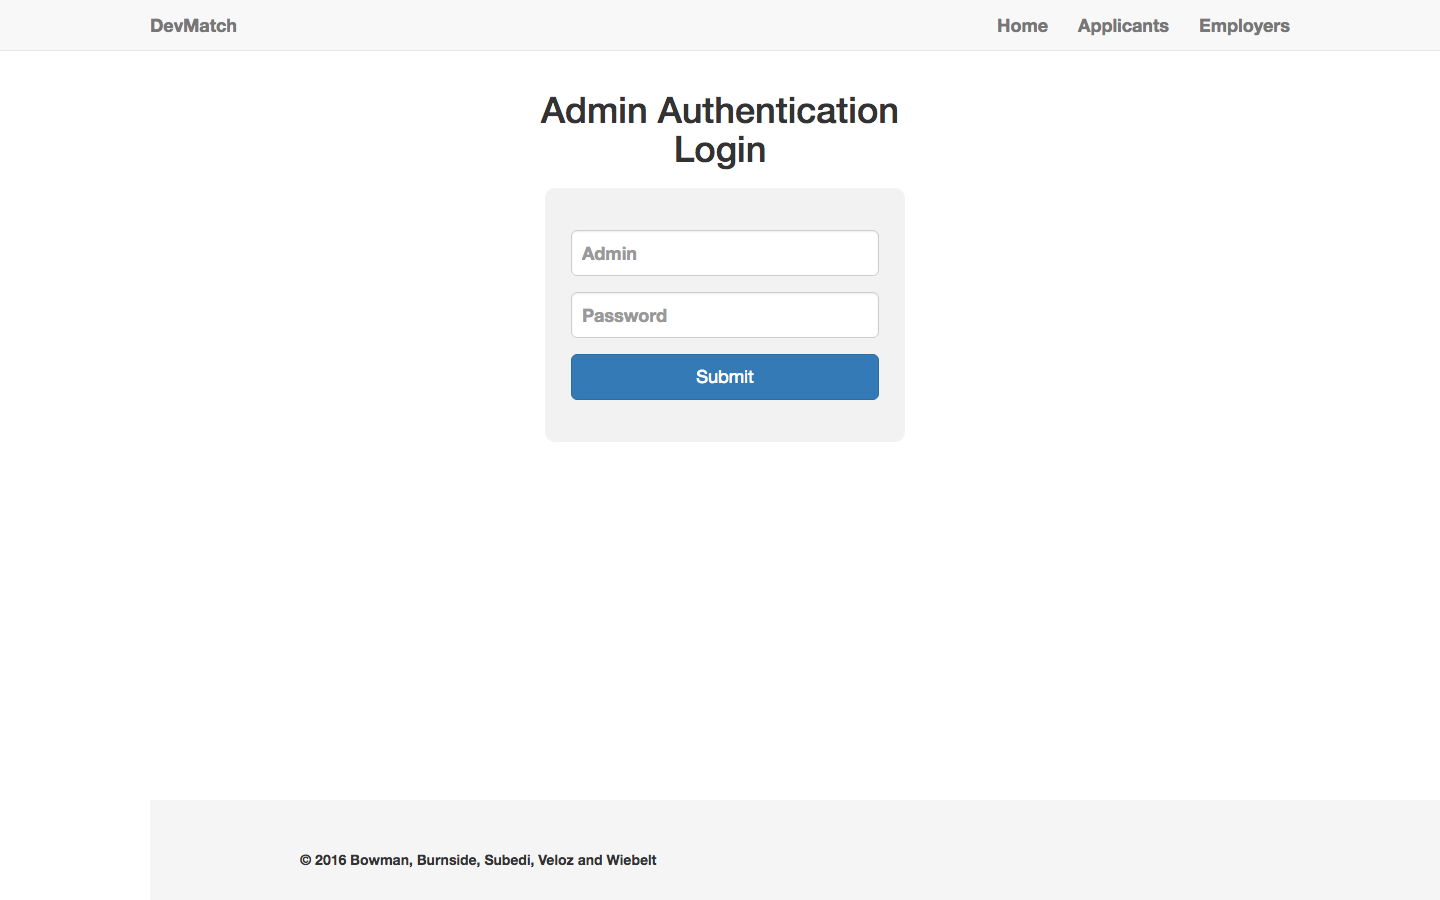 DevMatch
Home Applicants Employers
Admin Authentication
Login
Admin
Password
Submit
© 2016 Bowman, Burnside, Subedi, Veloz and Wiebelt